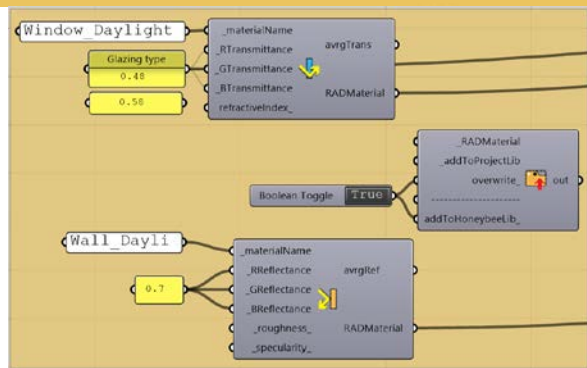 Window_Daylight
_materialName
_RTransmittance
avrgTrans
Glazing type
_GTransmittance
0.48
_BTransmittance
RADMaterial
0.58
refractiveIndex_
_RADMaterial
_addToProjectLib
overwrite_
out
Boolean Toggle True
--------------------
addToHoneybeeLib_
Wall_Dayli
_materialName
_RReflectance
avrgRef
0.7
_GReflectance
_BReflectance
_roughness_
RADMaterial
_specularity_